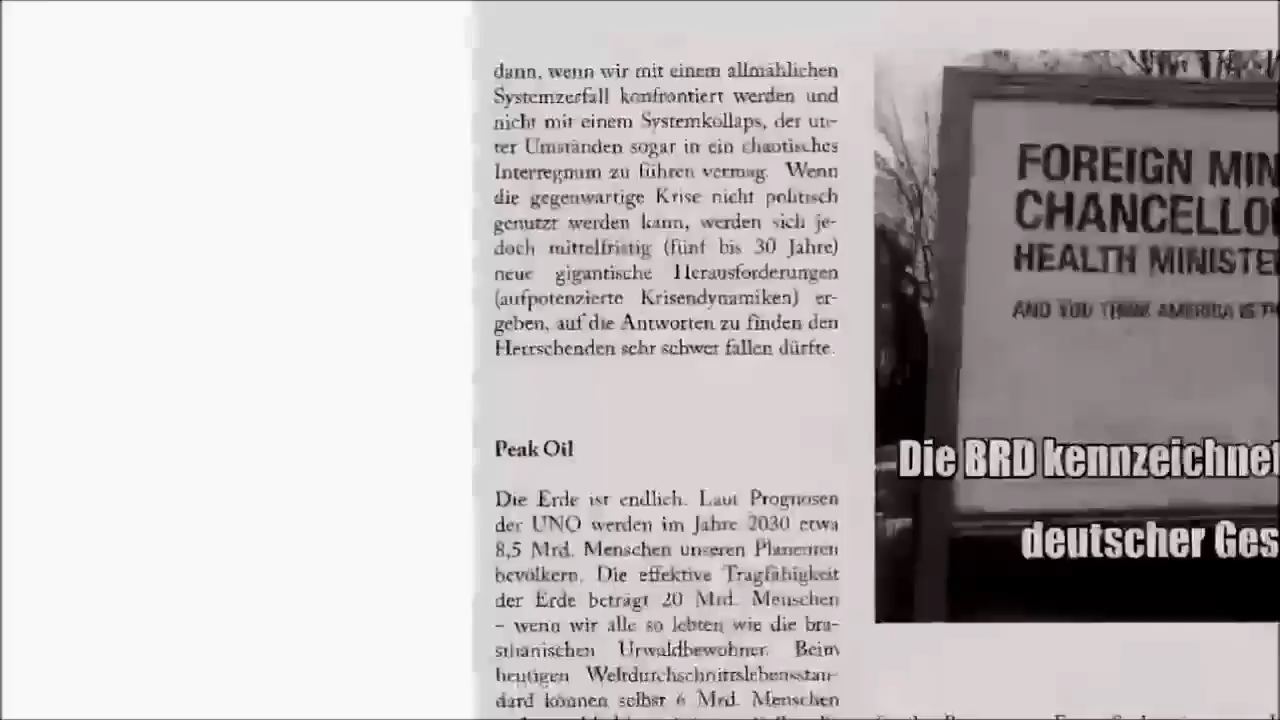 dann, wenn wir mit einem allmählichen
Systemzerfall konfrontiert werden und
nicht mit einem Systemkollaps, der un-
ter Umständen sogar in ein chaotisches
Interregnum zu führen vermag. Wenn
die gegenwärtige Krise nicht politisch
genutzt werden kann, werden sich je-
doch mittelfristig (fünf bis 30 Jahre)
neue gigantische Herausforderungen
(aufpotenzierte Krisendynamiken) er-
geben, auf die Antworten zu finden den
Herrschenden sehr schwer fallen dürfte.
Peak Oil
Die Erde ist endlich. Laut Prognosen
der UNO werden im Jahre 2030 etwa
8,5 Mrd. Menschen unseren Planeten
bevölkern. Die effektive Tragfähigkeit
der Erde beträgt 20 Mrd. Menschen
– wenn wir alle so lebten wie die bra-
silianischen Urwaldbewohner. Beim
heutigen Weltdurchschnittslebensstan-
dard können selbst 6 Mrd. Menschen
FOREIGN MIN
CHANCELLO
HEALTH MINISTE
AND YOU THINK AMERICA IS
Die BRD kennzeichnet
deutscher Ges